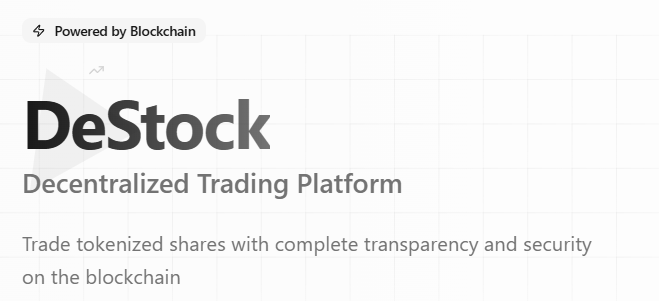 Powered by Blockchain
DeStock
Decentralized Trading Platform
Trade tokenized shares with complete transparency and security
on the blockchain